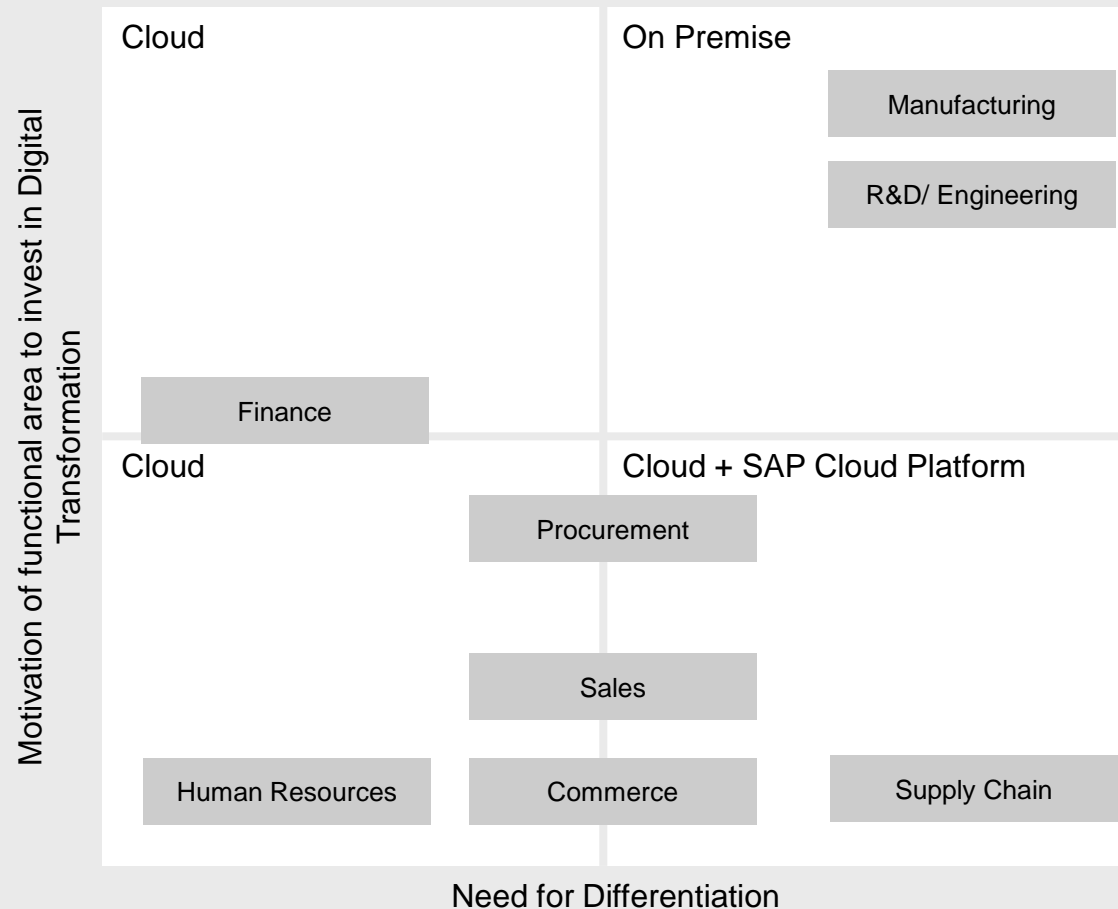 Motivation of functional area to invest in Digital
Transformation
Cloud
On Premise
Manufacturing
R&D/ Engineering
Finance
Cloud
Cloud + SAP Cloud Platform
Procurement
Sales
Human Resources
Commerce
Supply Chain
Need for Differentiation